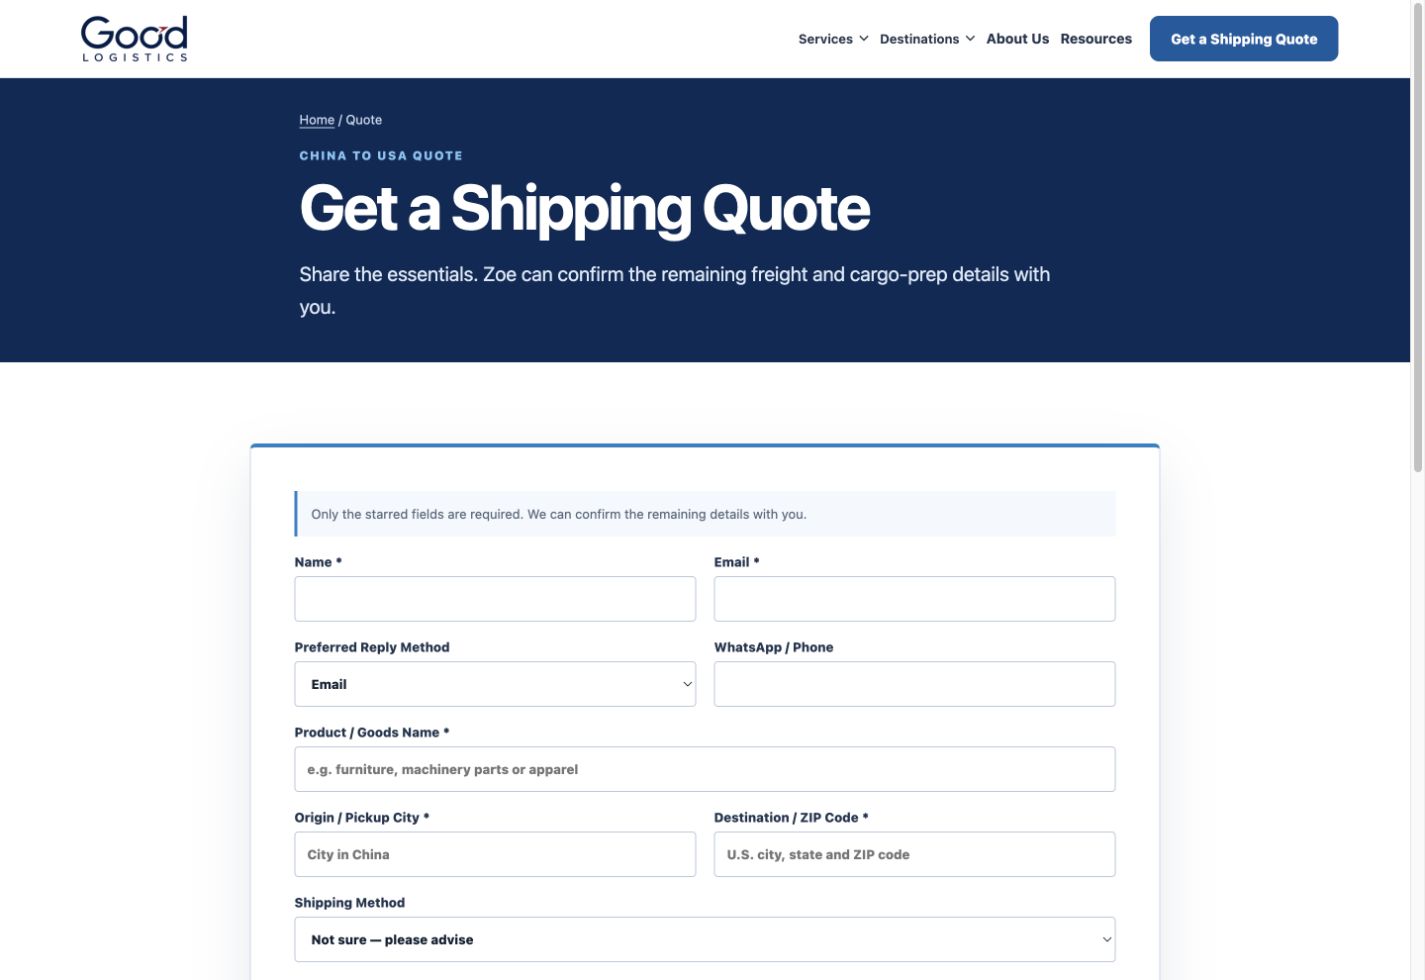 Good
LOGISTICS
Services
Destinations
About Us
Resources
Get a Shipping Quote
Home / Quote
CHINA TO USA QUOTE
Get a Shipping Quote
Share the essentials. Zoe can confirm the remaining freight and cargo-prep details with
you.
Only the starred fields are required. We can confirm the remaining details with you.
Name *
Email *
Preferred Reply Method
WhatsApp / Phone
Email
Product / Goods Name *
e.g. furniture, machinery parts or apparel
Origin / Pickup City *
Destination / ZIP Code *
City in China
U.S. city, state and ZIP code
Shipping Method
Not sure — please advise